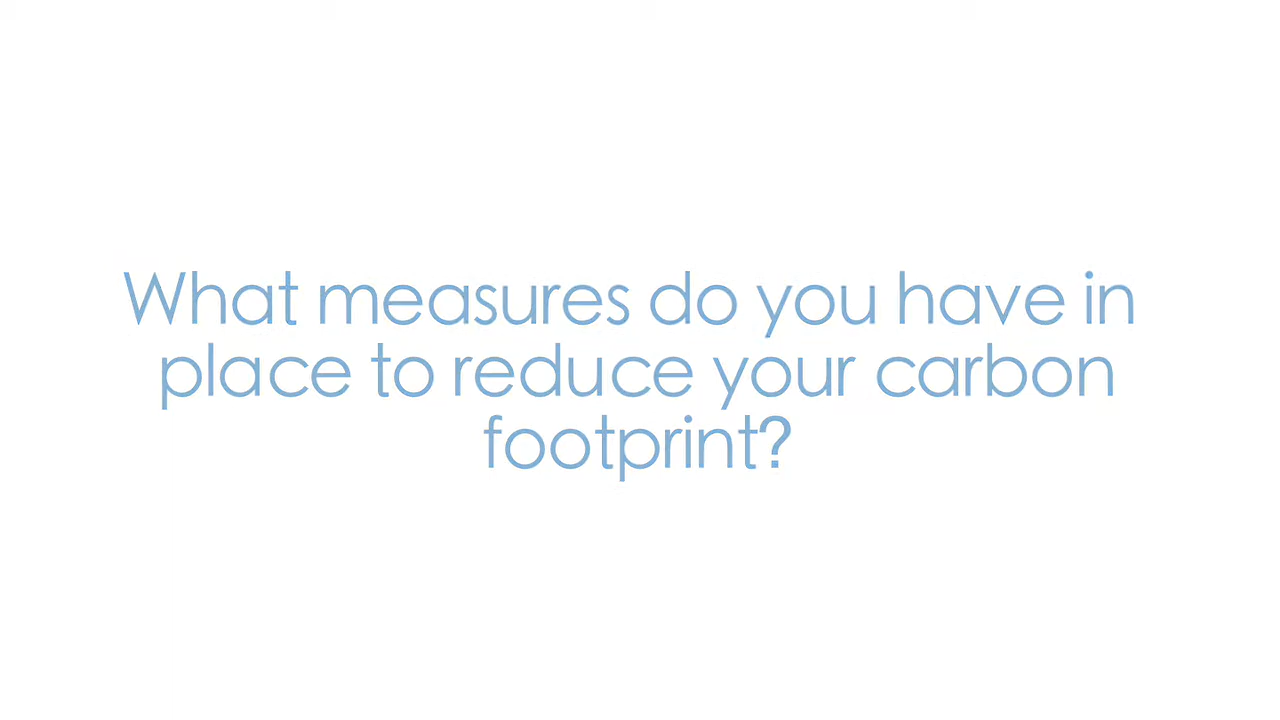 What measures do you have in
place to reduce your carbon
footprint?